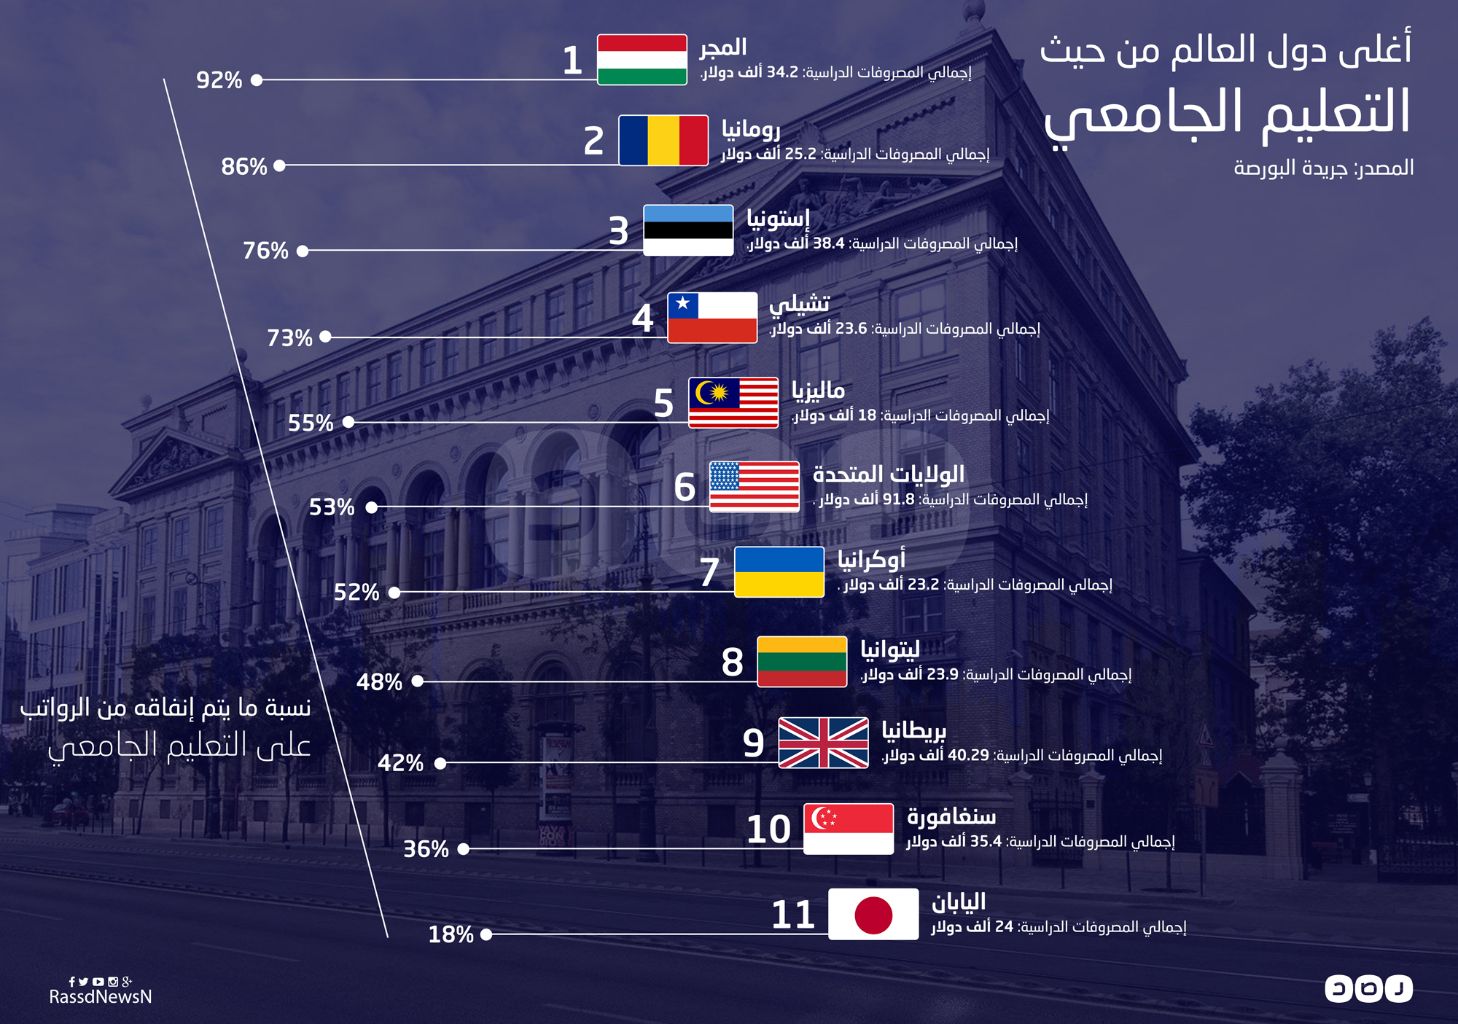 أغلى دول العالم من حيث
التعليم الجامعي
المصدر: جريدة البورصة
1
المجر
إجمالي المصروفات الدراسية: 34.2 ألف دولار.
92%
2
رومانيا
إجمالي المصروفات الدراسية: 25.2 ألف دولار
86%
3
إستونيا
إجمالي المصروفات الدراسية: 38.4 ألف دولار.
76%
4
تشيلي
إجمالي المصروفات الدراسية: 23.6 ألف دولار.
73%
5
ماليزيا
إجمالي المصروفات الدراسية: 18 ألف دولار.
55%
6
الولايات المتحدة
إجمالي المصروفات الدراسية: 91.8 ألف دولار .
53%
7
أوكرانيا
إجمالي المصروفات الدراسية: 23.2 ألف دولار .
52%
8
ليتوانيا
إجمالي المصروفات الدراسية: 23.9 ألف دولار.
48%
9
بريطانيا
إجمالي المصروفات الدراسية: 40.29 ألف دولار.
42%
10
سنغافورة
إجمالي المصروفات الدراسية: 35.4 ألف دولار
36%
11
اليابان
إجمالي المصروفات الدراسية: 24 ألف دولار
18%
نسبة ما يتم إنفاقه من الرواتب
على التعليم الجامعي
رصد
RassdNewsN